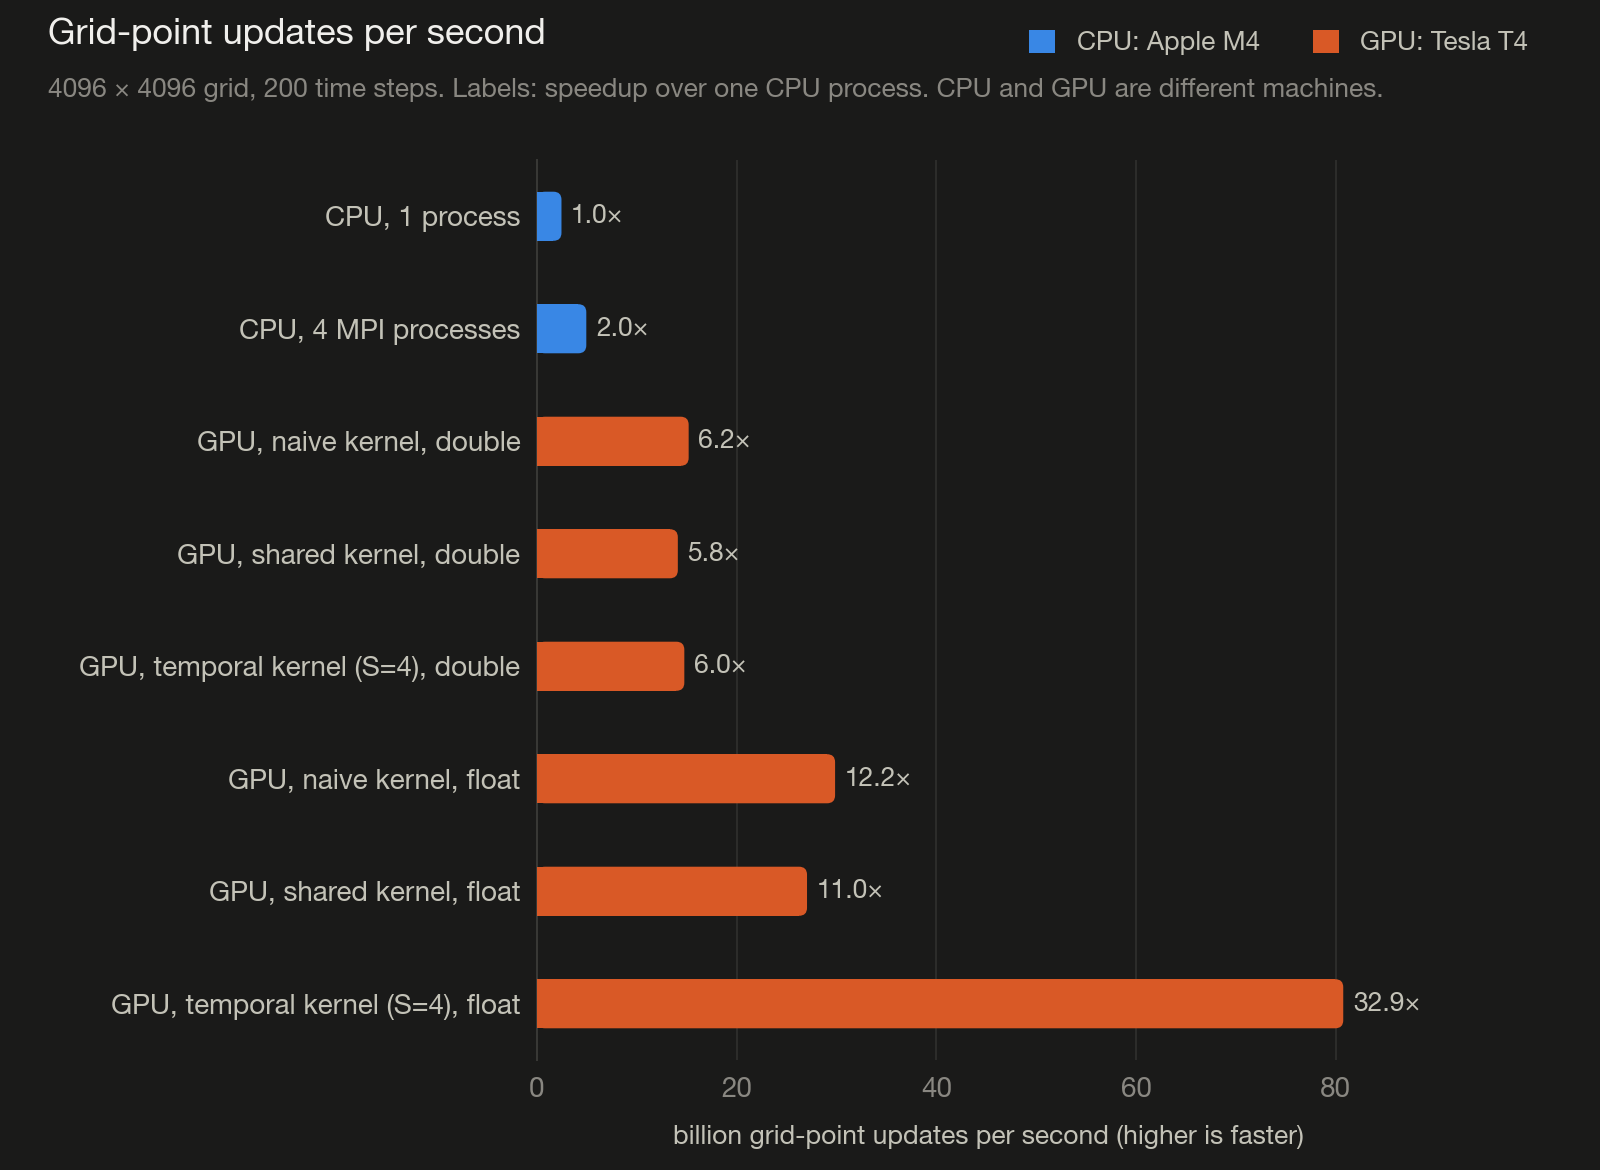 Grid-point updates per second
CPU: Apple M4
GPU: Tesla T4
4096 × 4096 grid, 200 time steps. Labels: speedup over one CPU process. CPU and GPU are different machines.
CPU, 1 process 1.0×
CPU, 4 MPI processes 2.0×
GPU, naive kernel, double 6.2×
GPU, shared kernel, double 5.8×
GPU, temporal kernel (S=4), double 6.0×
GPU, naive kernel, float 12.2×
GPU, shared kernel, float 11.0×
GPU, temporal kernel (S=4), float 32.9×
0 20 40 60 80
billion grid-point updates per second (higher is faster)